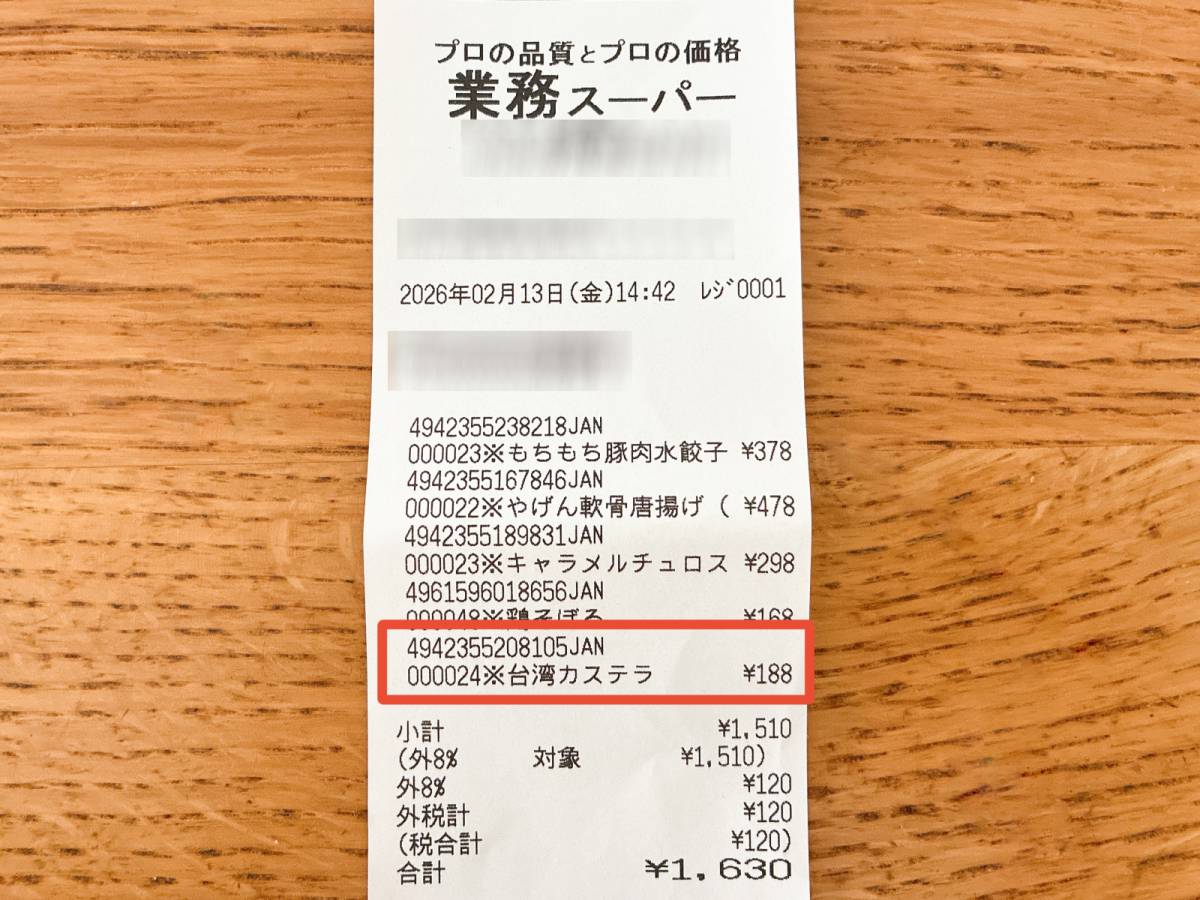 プロの品質とプロの価格
業務スーパー
2026年02月13日(金)14:42 レジ0001
4942355238218JAN
000023※もちもち豚肉水餃子 ¥378
4942355167846JAN
000022※やげん軟骨唐揚げ ( ¥478
4942355189831JAN
000023※キャラメルチュロス ¥298
4961596018656JAN
000048※鶏そぼろ ¥168
4942355208105JAN
000024※台湾カステラ ¥188
小計 ¥1,510
(外8% 対象 ¥1,510)
外8% ¥120
外税計 ¥120
(税合計 ¥120)
合計 ¥1,630